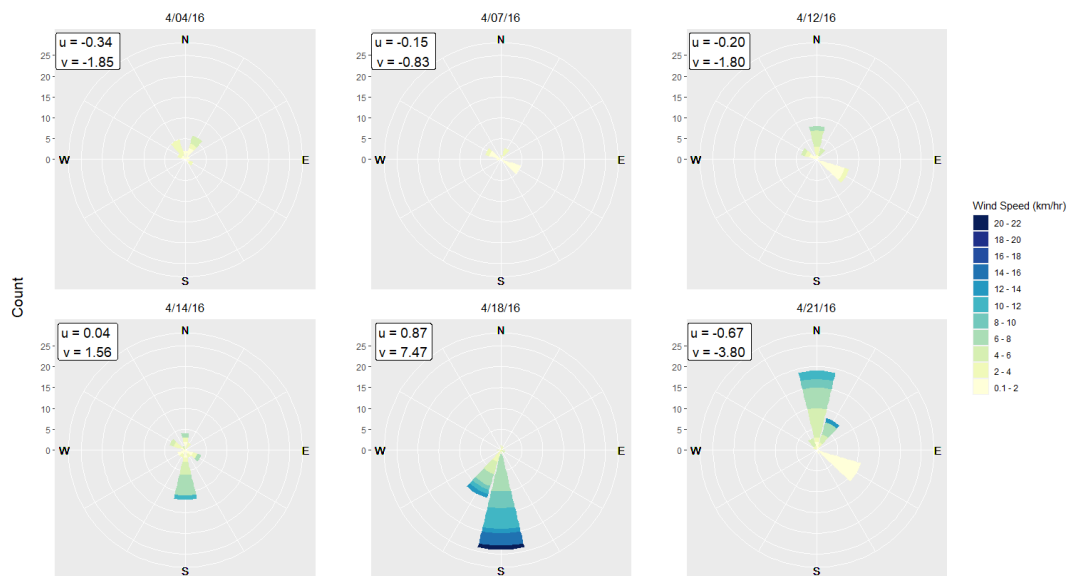 4/04/16
4/07/16
4/12/16
u = -0.34
v = -1.85
N
25
20
15
10
5
0
W
E
S
u = -0.15
v = -0.83
N
25
20
15
10
5
0
W
E
S
u = -0.20
v = -1.80
N
25
20
15
10
5
0
W
E
S
Count
4/14/16
4/18/16
4/21/16
u = 0.04
v = 1.56
N
25
20
15
10
5
0
W
E
S
u = 0.87
v = 7.47
N
25
20
15
10
5
0
W
E
S
u = -0.67
v = -3.80
N
25
20
15
10
5
0
W
E
S
Wind Speed (km/hr)
20 - 22
18 - 20
16 - 18
14 - 16
12 - 14
10 - 12
8 - 10
6 - 8
4 - 6
2 - 4
0.1 - 2